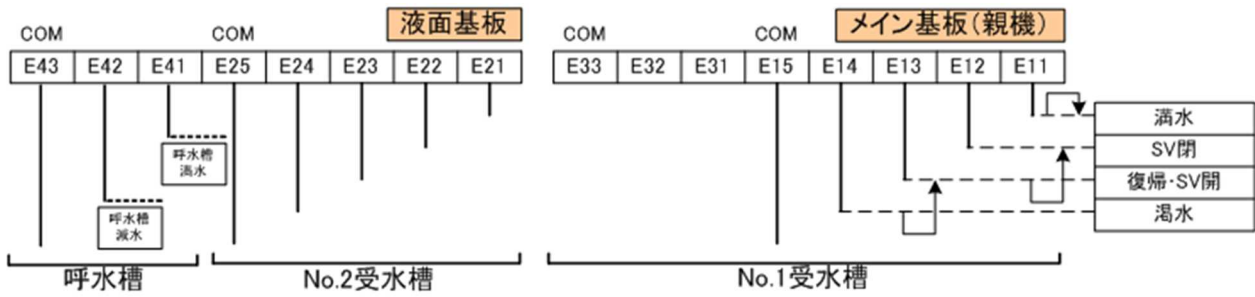 COM COM 液面基板 COM COM メイン基板(親機)
E43 E42 E41 E25 E24 E23 E22 E21 E33 E32 E31 E15 E14 E13 E12 E11
満水
SV閉
復帰・SV開
渇水
呼水槽
満水
呼水槽
減水
呼水槽 No.2受水槽 No.1受水槽